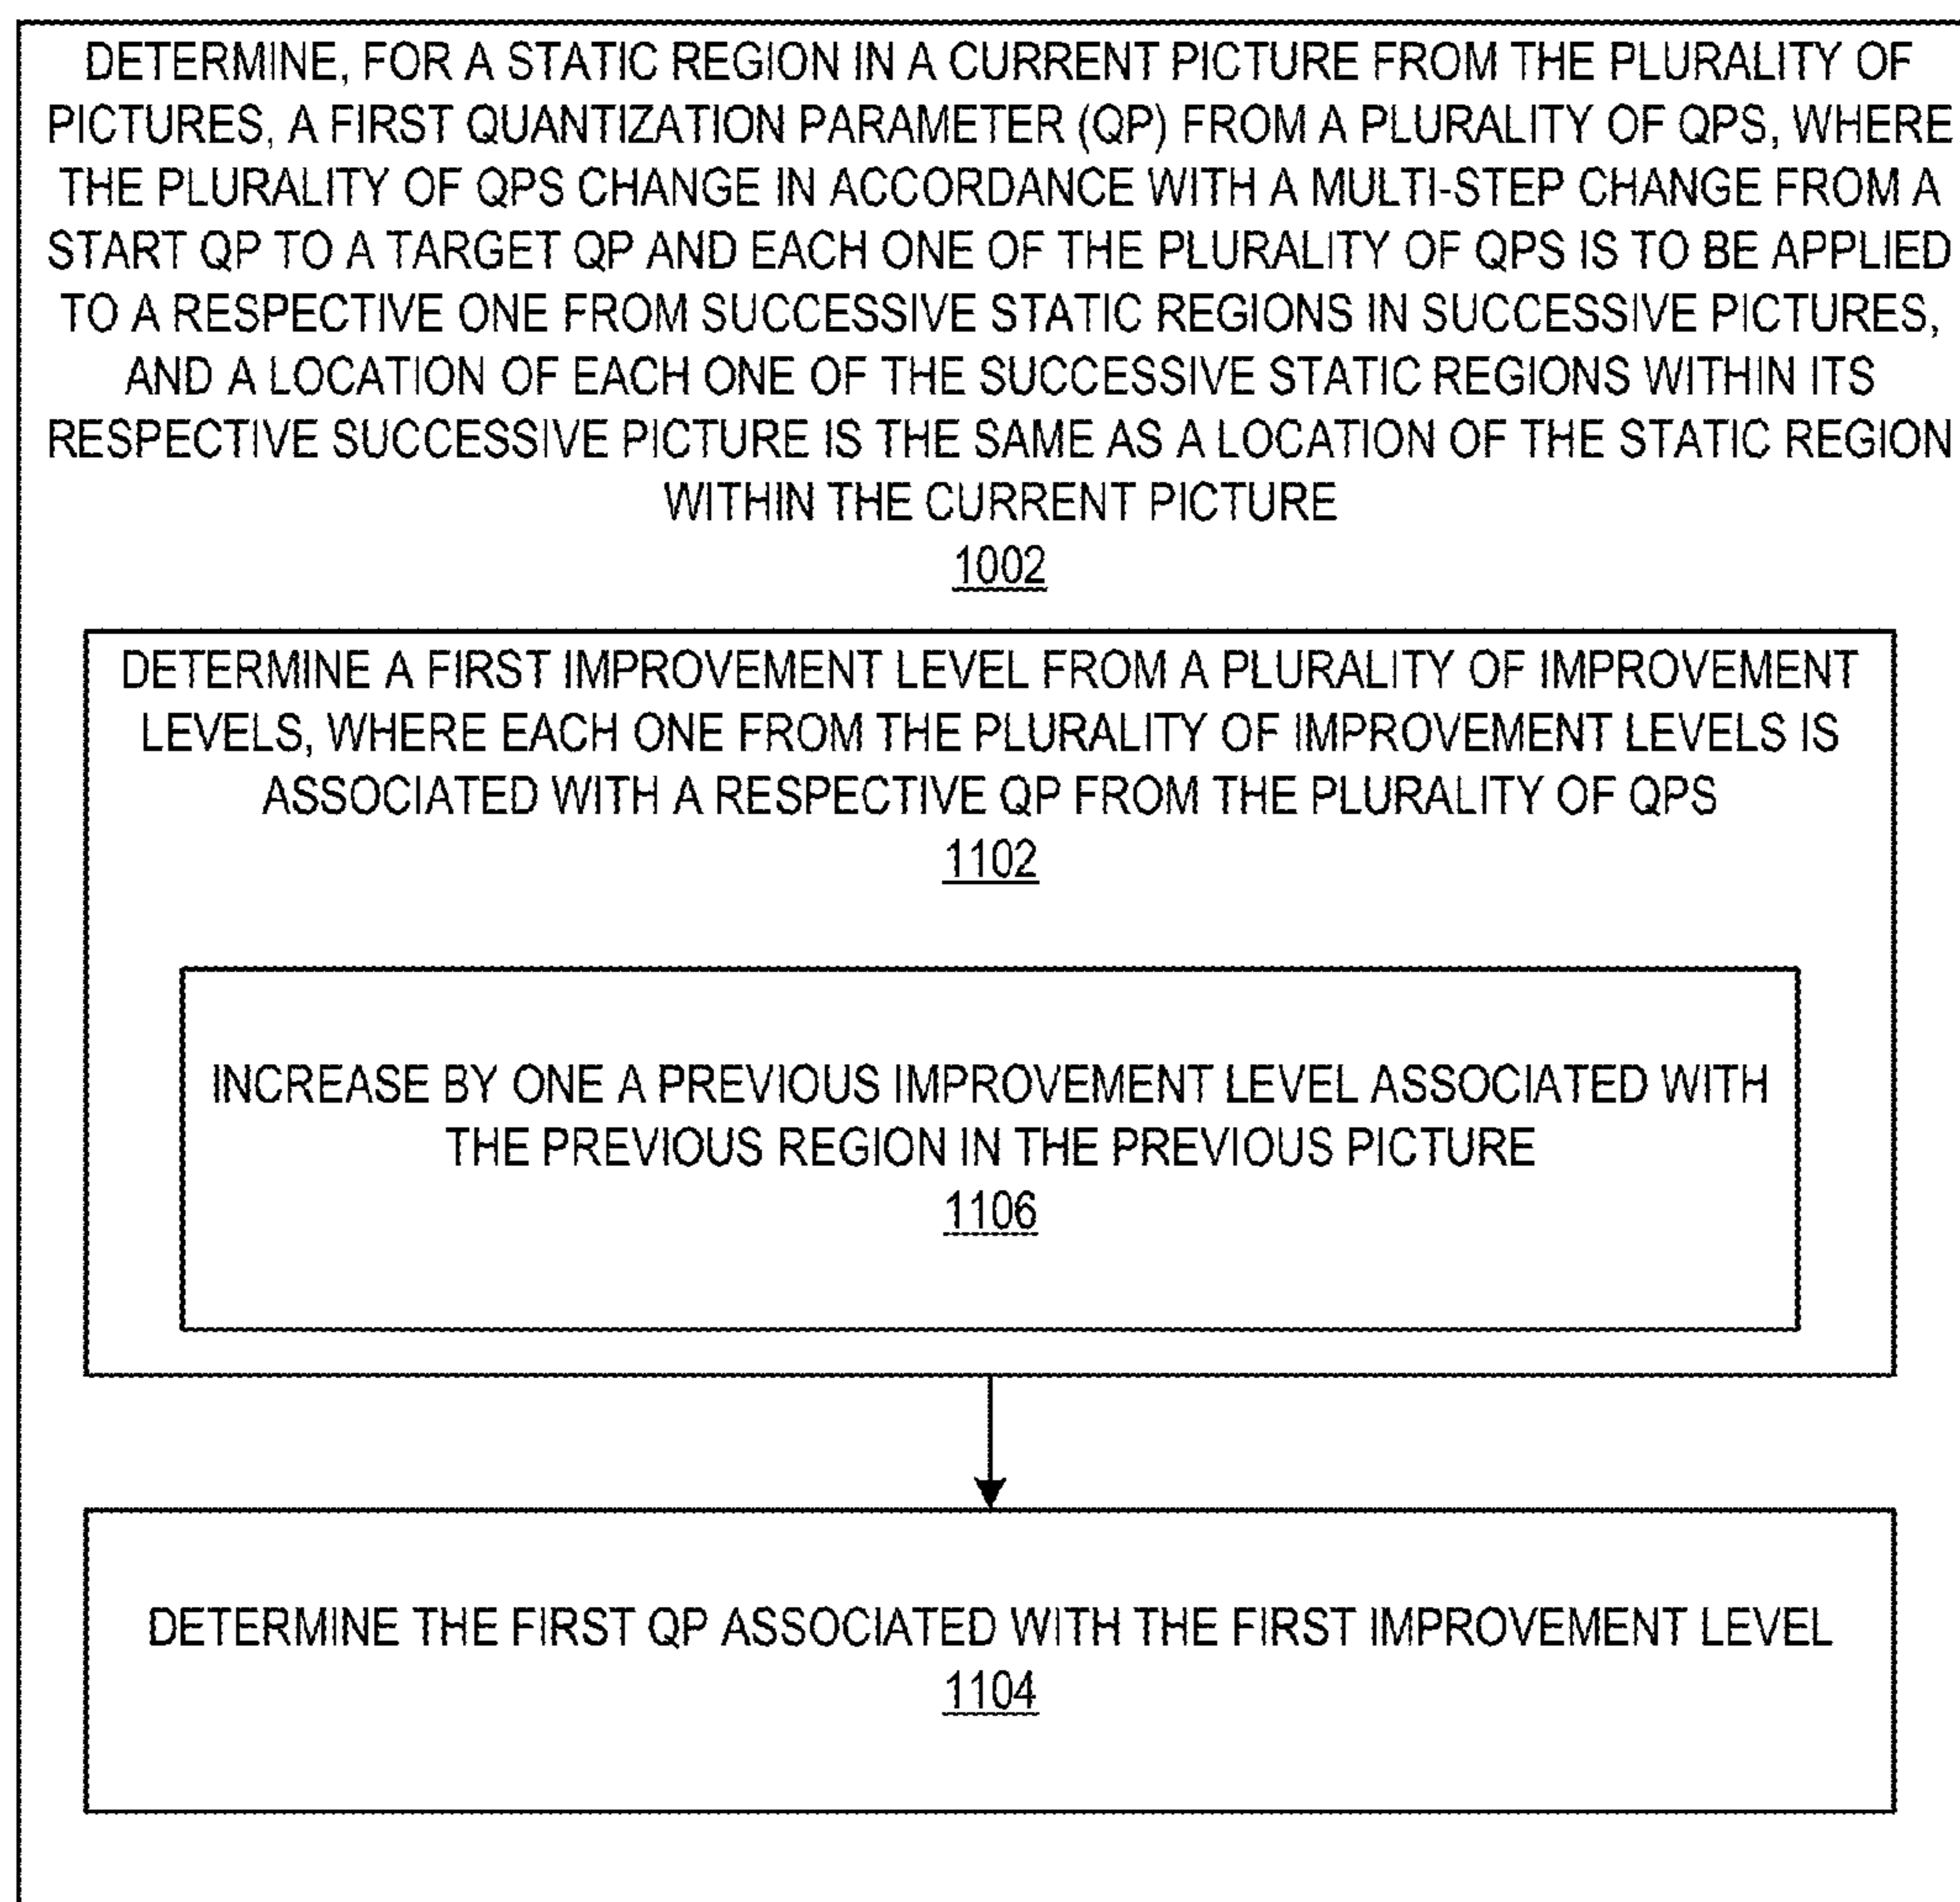 DETERMINE, FOR A STATIC REGION IN A CURRENT PICTURE FROM THE PLURALITY OF
PICTURES, A FIRST QUANTIZATION PARAMETER (QP) FROM A PLURALITY OF QPS, WHERE
THE PLURALITY OF QPS CHANGE IN ACCORDANCE WITH A MULTI-STEP CHANGE FROM A
START QP TO A TARGET QP AND EACH ONE OF THE PLURALITY OF QPS IS TO BE APPLIED
TO A RESPECTIVE ONE FROM SUCCESSIVE STATIC REGIONS IN SUCCESSIVE PICTURES,
AND A LOCATION OF EACH ONE OF THE SUCCESSIVE STATIC REGIONS WITHIN ITS
RESPECTIVE SUCCESSIVE PICTURE IS THE SAME AS A LOCATION OF THE STATIC REGION
WITHIN THE CURRENT PICTURE
1002
DETERMINE A FIRST IMPROVEMENT LEVEL FROM A PLURALITY OF IMPROVEMENT
LEVELS, WHERE EACH ONE FROM THE PLURALITY OF IMPROVEMENT LEVELS IS
ASSOCIATED WITH A RESPECTIVE QP FROM THE PLURALITY OF QPS
1102
INCREASE BY ONE A PREVIOUS IMPROVEMENT LEVEL ASSOCIATED WITH
THE PREVIOUS REGION IN THE PREVIOUS PICTURE
1106
DETERMINE THE FIRST QP ASSOCIATED WITH THE FIRST IMPROVEMENT LEVEL
1104